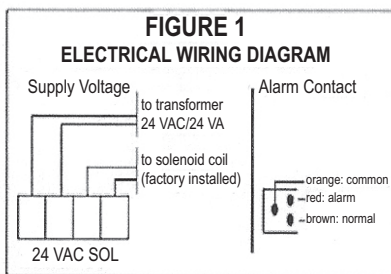 FIGURE 1
ELECTRICAL WIRING DIAGRAM
Supply Voltage
to transformer
24 VAC/24 VA
to solenoid coil
(factory installed)
24 VAC SOL
Alarm Contact
orange: common
red: alarm
brown: normal